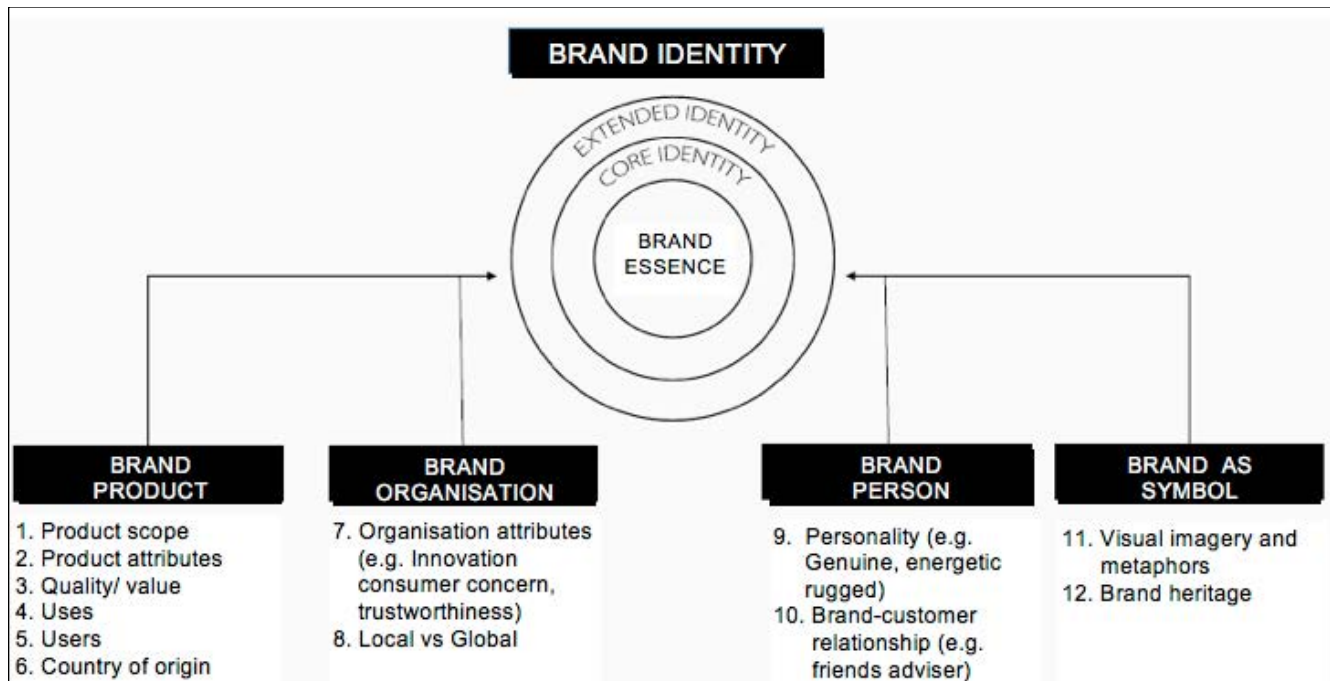 BRAND IDENTITY
EXTENDED IDENTITY
CORE IDENTITY
BRAND
ESSENCE
BRAND
PRODUCT
1. Product scope
2. Product attributes
3. Quality/ value
4. Uses
5. Users
6. Country of origin
BRAND
ORGANISATION
7. Organisation attributes
(e.g. Innovation
consumer concern,
trustworthiness)
8. Local vs Global
BRAND
PERSON
9. Personality (e.g.
Genuine, energetic
rugged)
10. Brand-customer
relationship (e.g.
friends adviser)
BRAND AS
SYMBOL
11. Visual imagery and
metaphors
12. Brand heritage